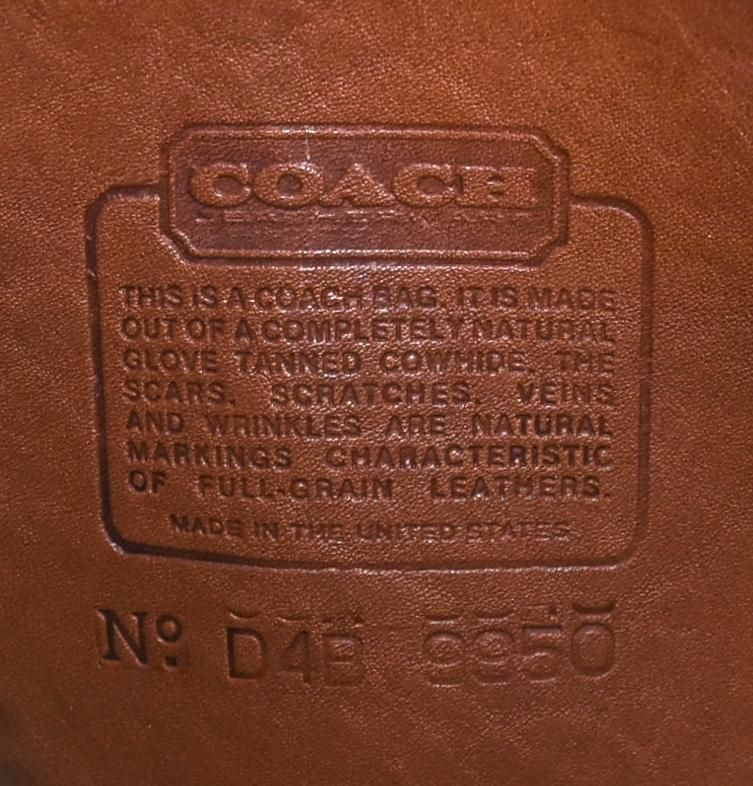 COACH
LEATHERWARE
THIS IS A COACH BAG. IT IS MADE
OUT OF A COMPLETELY NATURAL
GLOVE TANNED COWHIDE. THE
SCARS, SCRATCHES, VEINS
AND WRINKLES ARE NATURAL
MARKINGS CHARACTERISTIC
OF FULL-GRAIN LEATHERS.
MADE IN THE UNITED STATES
No: D4B 9950